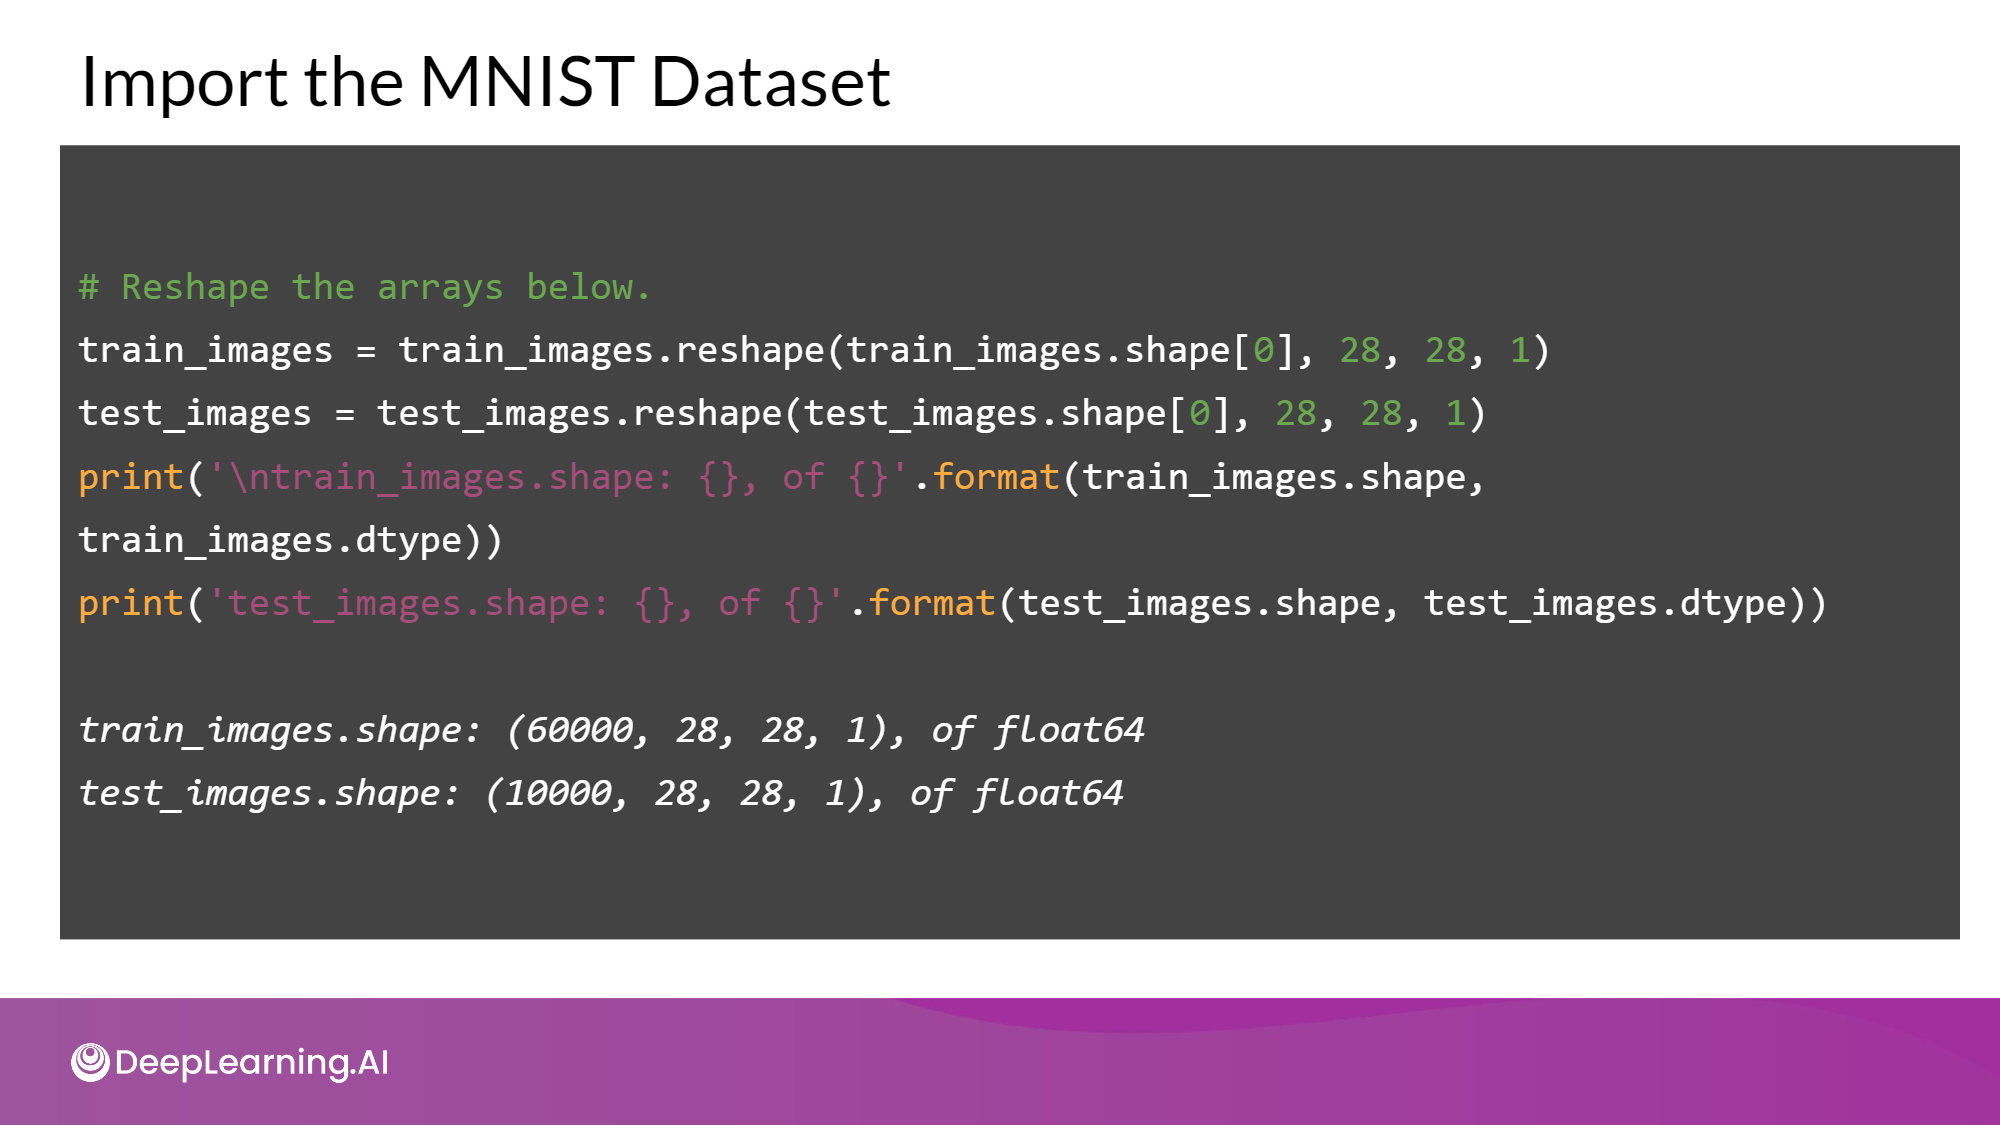 Import the MNIST Dataset
# Reshape the arrays below.
train_images = train_images.reshape(train_images.shape[0], 28, 28, 1)
test_images = test_images.reshape(test_images.shape[0], 28, 28, 1)
print('\ntrain_images.shape: {}, of {}'.format(train_images.shape,
train_images.dtype))
print('test_images.shape: {}, of {}'.format(test_images.shape, test_images.dtype))
train_images.shape: (60000, 28, 28, 1), of float64
test_images.shape: (10000, 28, 28, 1), of float64
DeepLearning.AI